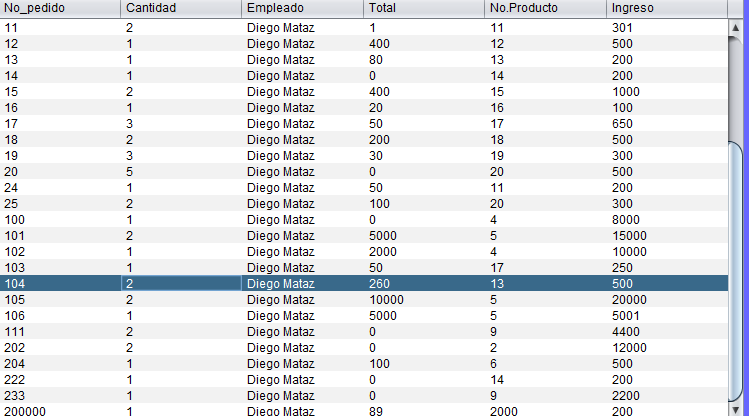 No_pedido Cantidad Empleado Total No.Producto Ingreso
11 2 Diego Mataz 1 11 301
12 1 Diego Mataz 400 12 500
13 1 Diego Mataz 80 13 200
14 1 Diego Mataz 0 14 200
15 2 Diego Mataz 400 15 1000
16 1 Diego Mataz 20 16 100
17 3 Diego Mataz 50 17 650
18 2 Diego Mataz 200 18 500
19 3 Diego Mataz 30 19 300
20 5 Diego Mataz 0 20 500
24 1 Diego Mataz 50 11 200
25 2 Diego Mataz 100 20 300
100 1 Diego Mataz 0 4 8000
101 2 Diego Mataz 5000 5 15000
102 1 Diego Mataz 2000 4 10000
103 1 Diego Mataz 50 17 250
104 2 Diego Mataz 260 13 500
105 2 Diego Mataz 10000 5 20000
106 1 Diego Mataz 5000 5 5001
111 2 Diego Mataz 0 9 4400
202 2 Diego Mataz 0 2 12000
204 1 Diego Mataz 100 6 500
222 1 Diego Mataz 0 14 200
233 1 Diego Mataz 0 9 2200
200000 1 Diego Mataz 89 2000 200